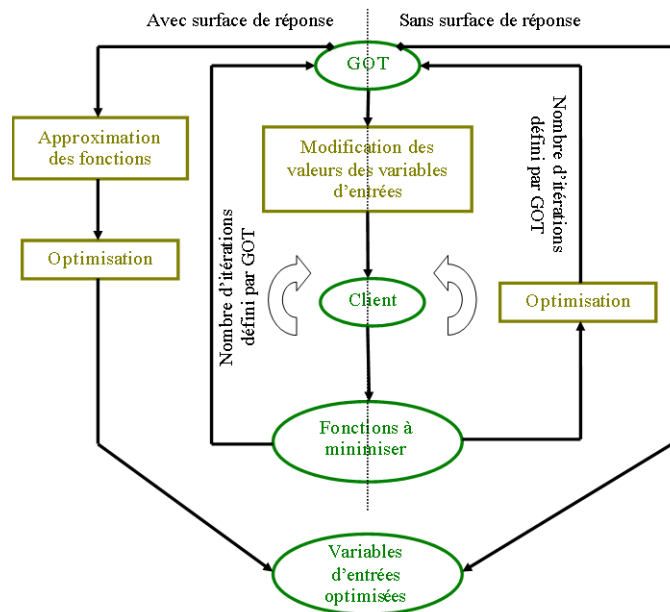 Avec surface de réponse
Sans surface de réponse
GOT
Approximation
des fonctions
Modification des
valeurs des variables
d'entrées
Nombre d'itérations
défini par GOT
Nombre d'itérations
défini par GOT
Optimisation
Client
Optimisation
Fonctions à
minimiser
Variables
d'entrées
optimisées